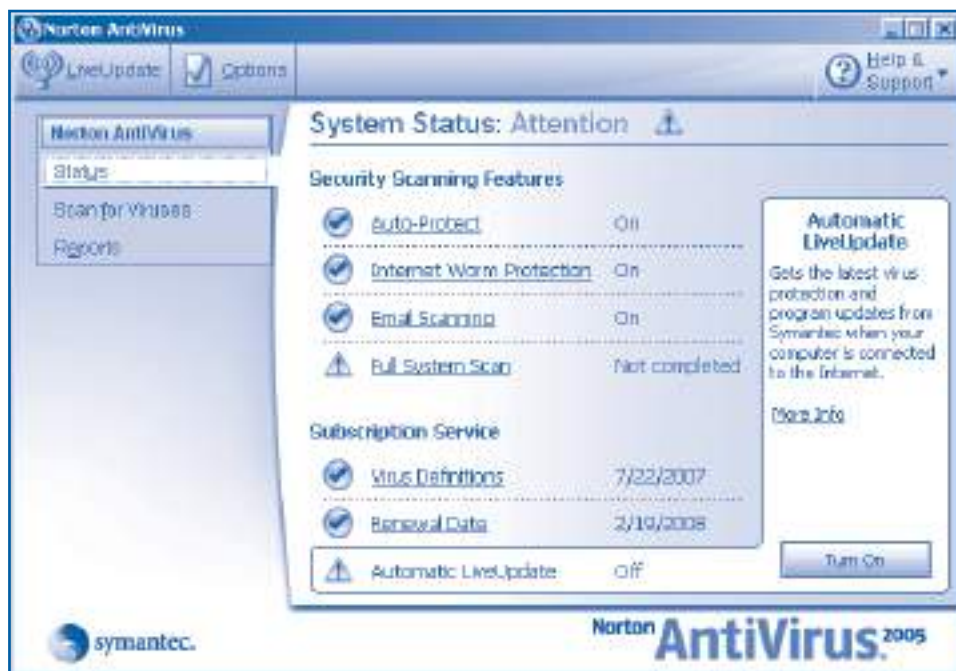 Norton AntiVirus
LiveUpdate
Options
Help & Support
Norton AntiVirus
Status
Scan for Viruses
Reports
System Status: Attention
Security Scanning Features
Auto-Protect On
Internet Worm Protection On
Email Scanning On
Full System Scan Not completed
Subscription Service
Virus Definitions 7/22/2007
Renewal Date 2/19/2008
Automatic LiveUpdate Off
Automatic
LiveUpdate
Gets the latest virus
protection and
program updates from
Symantec when your
computer is connected
to the Internet.
More Info
Turn On
symantec.
Norton AntiVirus 2005